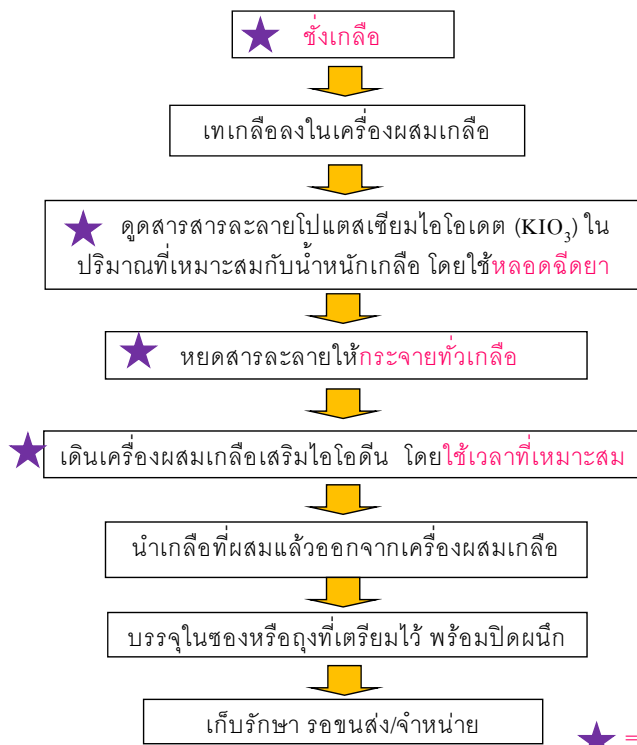 ชั่งเกลือ
เทเกลือลงในเครื่องผสมเกลือ
ดูดสารสารละลายโปแตสเซียมไอโอเดต (KIO₃) ใน
ปริมาณที่เหมาะสมกับน้ำหนักเกลือ โดยใช้หลอดฉีดยา
หยดสารละลายให้กระจายทั่วเกลือ
เดินเครื่องผสมเกลือเสริมไอโอดีน โดยใช้เวลาที่เหมาะสม
นำเกลือที่ผสมแล้วออกจากเครื่องผสมเกลือ
บรรจุในซองหรือถุงที่เตรียมไว้ พร้อมปิดผนึก
เก็บรักษา รอขนส่ง/จำหน่าย
=